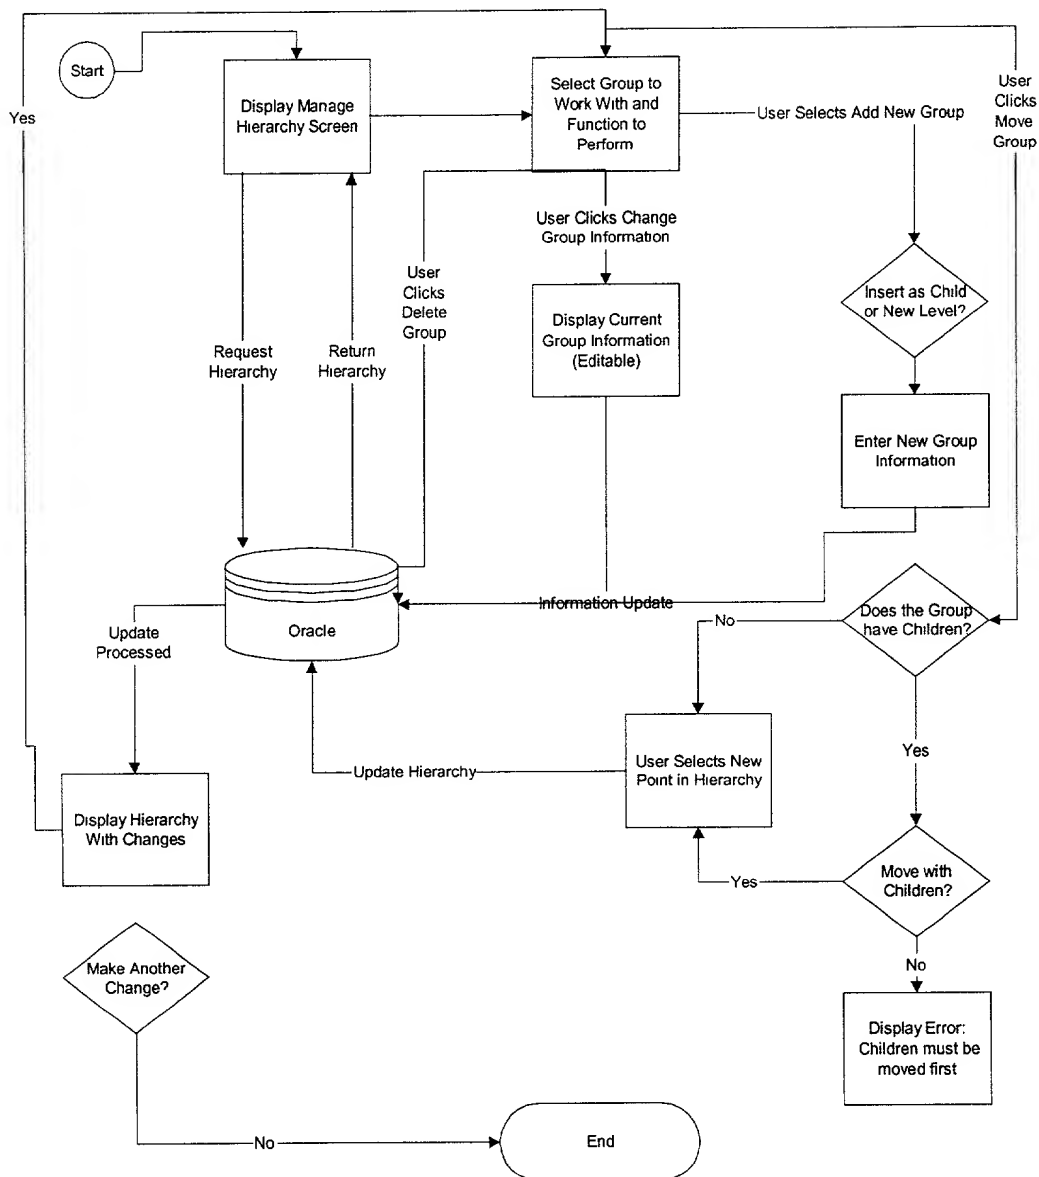 Start
Yes
Display Manage
Hierarchy Screen
Select Group to
Work With and
Function to
Perform
User Selects Add New Group
User
Clicks
Move
Group
User Clicks Change
Group Information
User
Clicks
Delete
Group
Insert as Child
or New Level?
Display Current
Group Information
(Editable)
Request
Hierarchy
Return
Hierarchy
Enter New Group
Information
Information Update
Oracle
Does the Group
have Children?
No
Update
Processed
Yes
User Selects New
Point in Hierarchy
Update Hierarchy
Display Hierarchy
With Changes
Move with
Children?
Yes
No
Make Another
Change?
Display Error:
Children must be
moved first
No
End